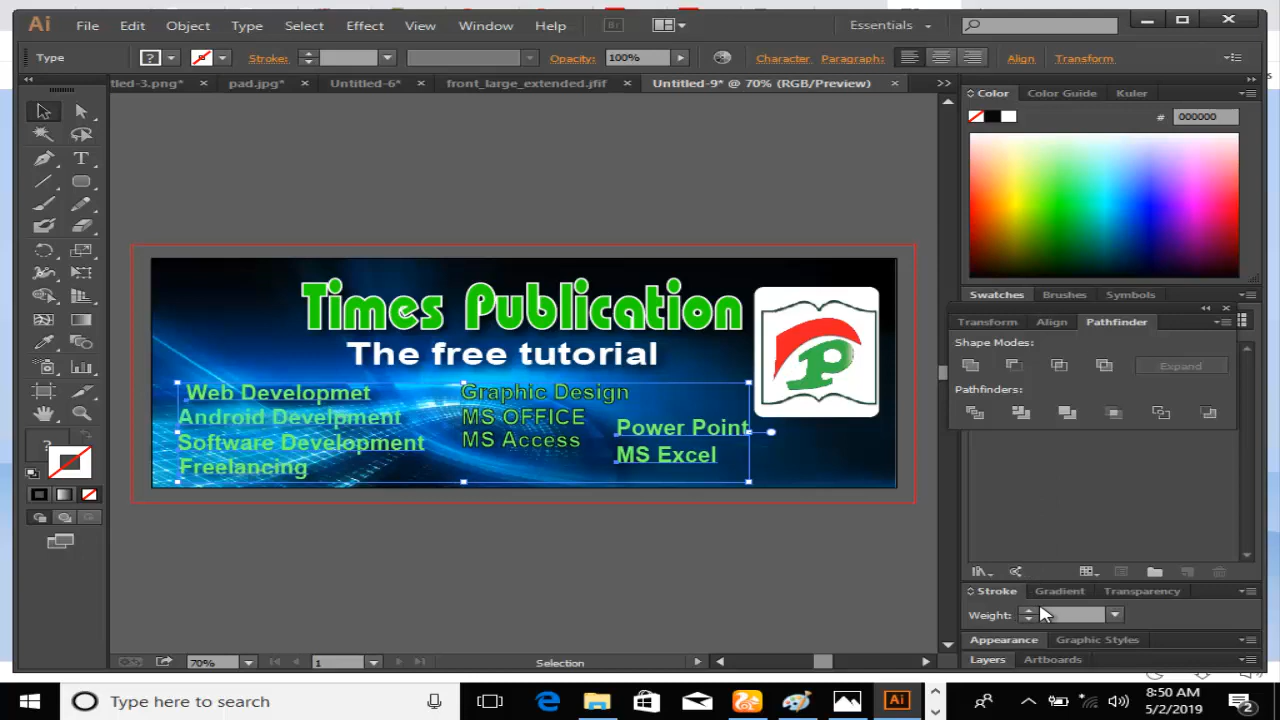 Ai File Edit Object Type Select Effect View Window Help Br Essentials
Type ? Stroke: Opacity: 100% Character Paragraph: Align Transform
tled-3.png* × pad.jpg* × Untitled-6* × front_large_extended.jfif × Untitled-9* @ 70% (RGB/Preview) ×
Color Color Guide Kuler
# 000000
Times Publication
The free tutorial
Web Developmet
Android Develpment
Software Development
Freelancing
Graphic Design
MS OFFICE
MS Access
Power Point
MS Excel
P
Swatches Brushes Symbols
Transform Align Pathfinder
Shape Modes:
Expand
Pathfinders:
Stroke Gradient Transparency
Weight:
Appearance Graphic Styles
Layers Artboards
?
70% 1 Selection
Type here to search
Ai
8:50 AM
5/2/2019
2